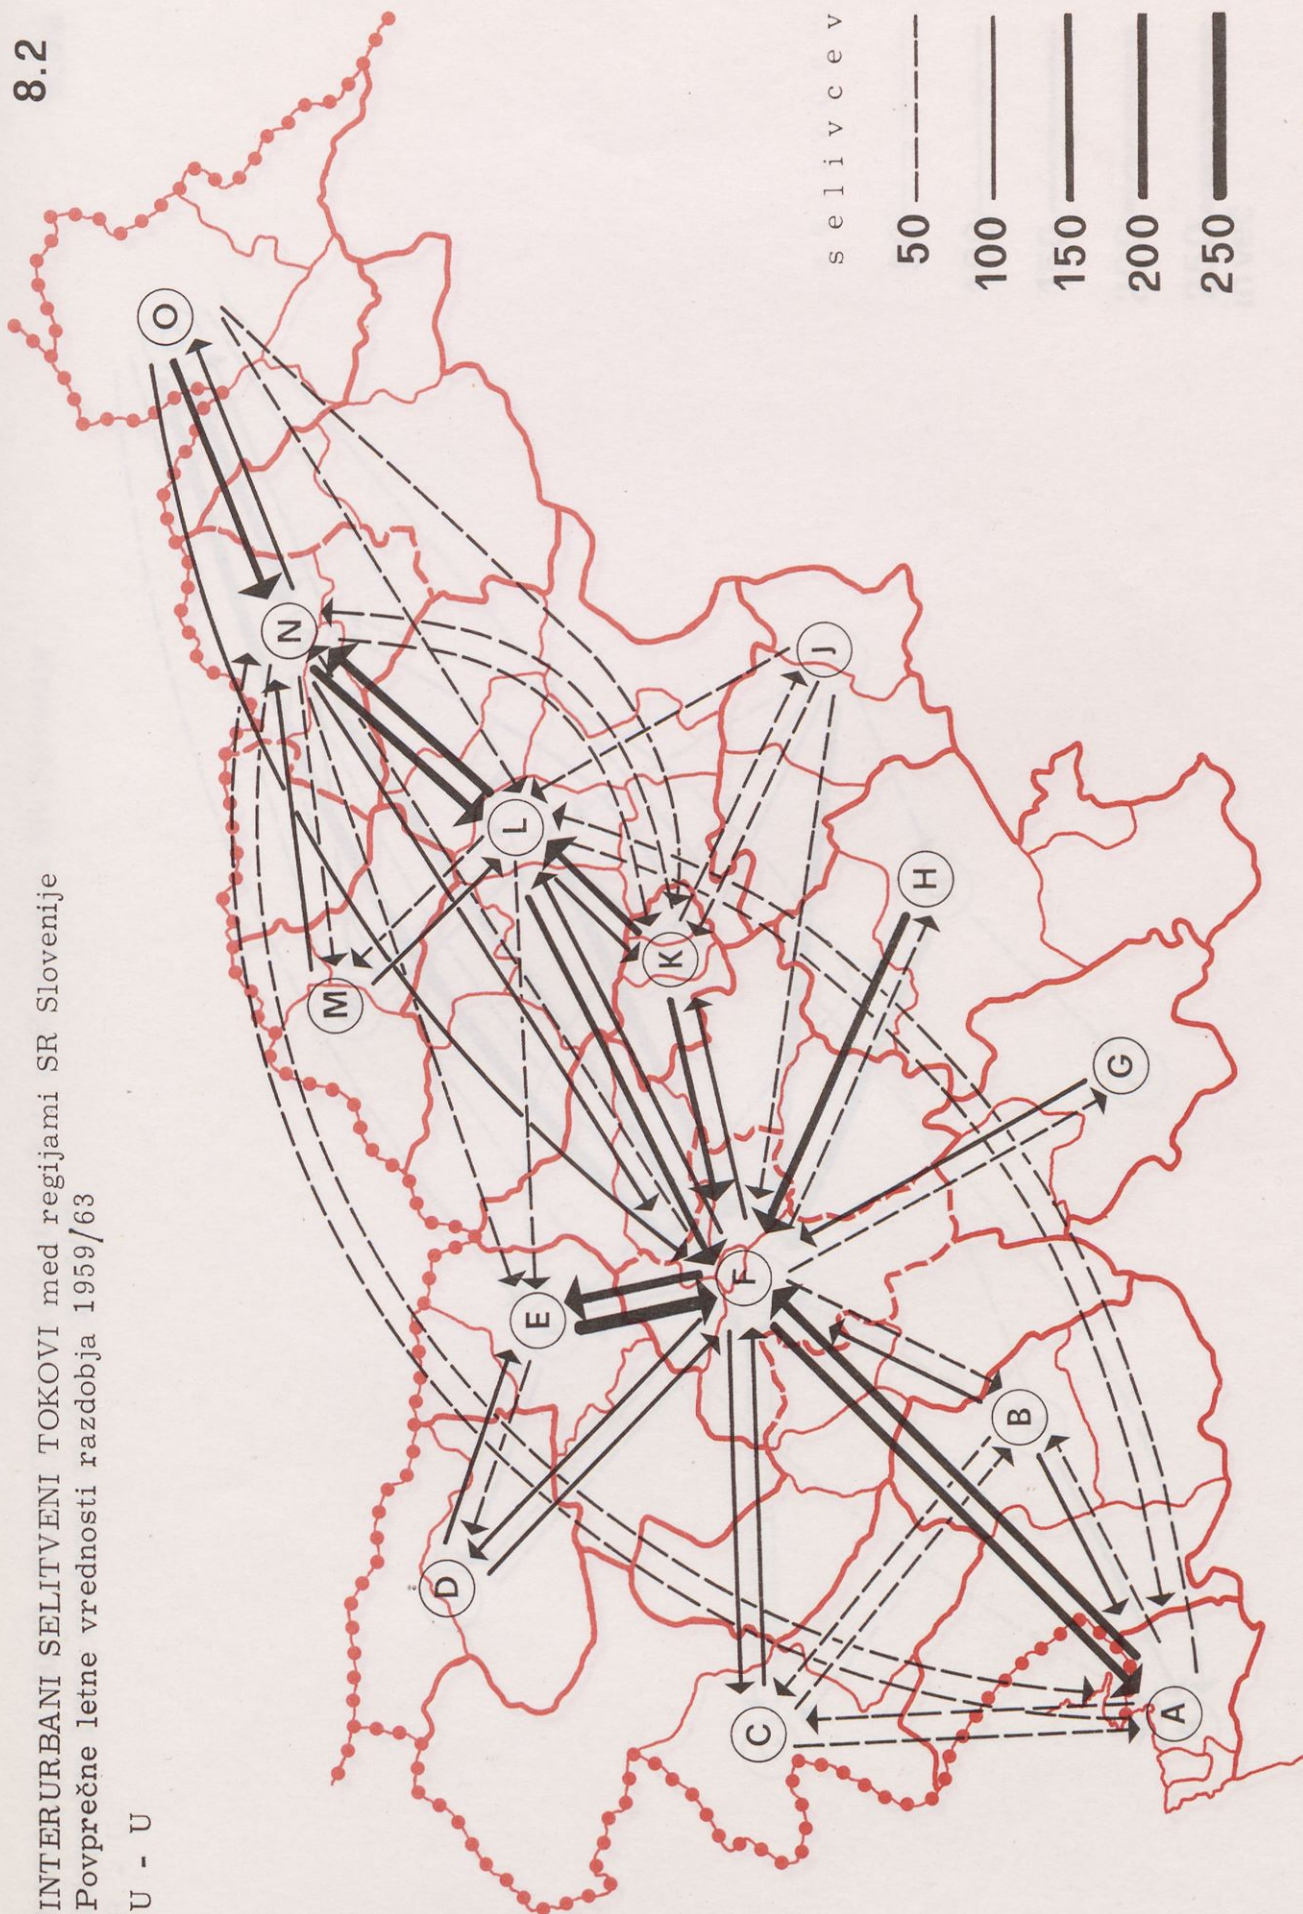 8.2
INTERURBANI SELITVENI TOKOVI med regijami SR Slovenije
Povprečne letne vrednosti razdobja 1959/63
U - U
O
N
M
L
K
J
H
G
F
E
D
C
B
A
selivcev
50
100
150
200
250